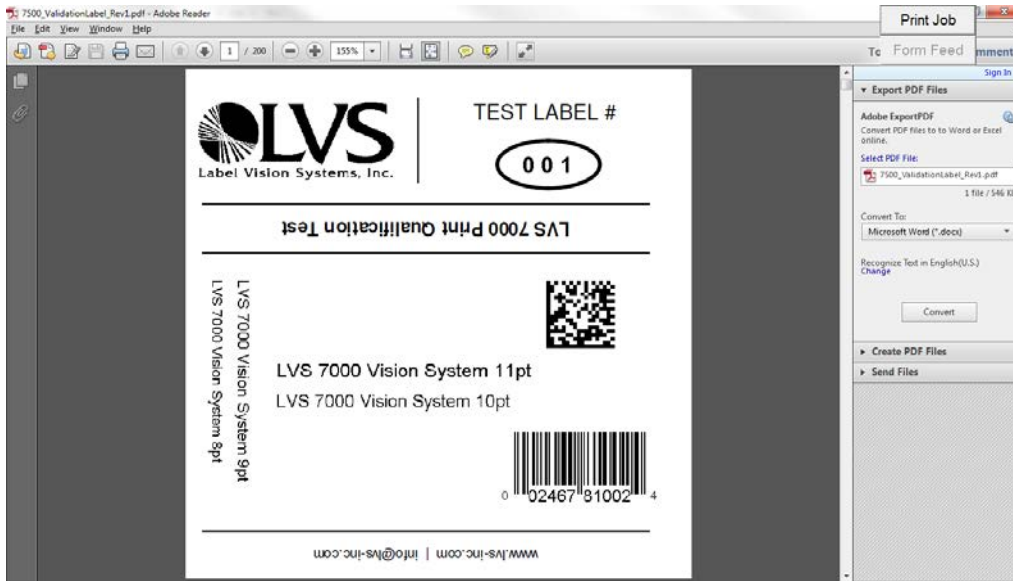 7500_ValidationLabel_Rev1.pdf - Adobe Reader
File Edit View Window Help
1 / 200
155%
Print Job
Form Feed
mment
Sign In
Export PDF Files
Adobe ExportPDF
Convert PDF files to to Word or Excel
online.
Select PDF File:
7500_ValidationLabel_Rev1.pdf
1 file / 546 K
Convert To:
Microsoft Word (*.docx)
Recognize Text in English(U.S.)
Change
Convert
Create PDF Files
Send Files
LVS
Label Vision Systems, Inc.
TEST LABEL #
001
LVS 7000 Print Qualification Test
LVS 7000 Vision System 9pt
LVS 7000 Vision System 8pt
LVS 7000 Vision System 11pt
LVS 7000 Vision System 10pt
0 02467 81002 4
www.lvs-inc.com | info@lvs-inc.com